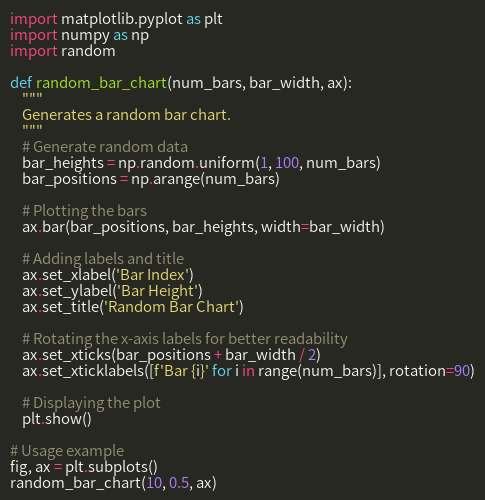 import matplotlib.pyplot as plt
import numpy as np
import random

def random_bar_chart(num_bars, bar_width, ax):
    """
    Generates a random bar chart.
    """
    # Generate random data
    bar_heights = np.random.uniform(1, 100, num_bars)
    bar_positions = np.arange(num_bars)

    # Plotting the bars
    ax.bar(bar_positions, bar_heights, width=bar_width)

    # Adding labels and title
    ax.set_xlabel('Bar Index')
    ax.set_ylabel('Bar Height')
    ax.set_title('Random Bar Chart')

    # Rotating the x-axis labels for better readability
    ax.set_xticks(bar_positions + bar_width / 2)
    ax.set_xticklabels([f'Bar {i}' for i in range(num_bars)], rotation=90)

    # Displaying the plot
    plt.show()

# Usage example
fig, ax = plt.subplots()
random_bar_chart(10, 0.5, ax)